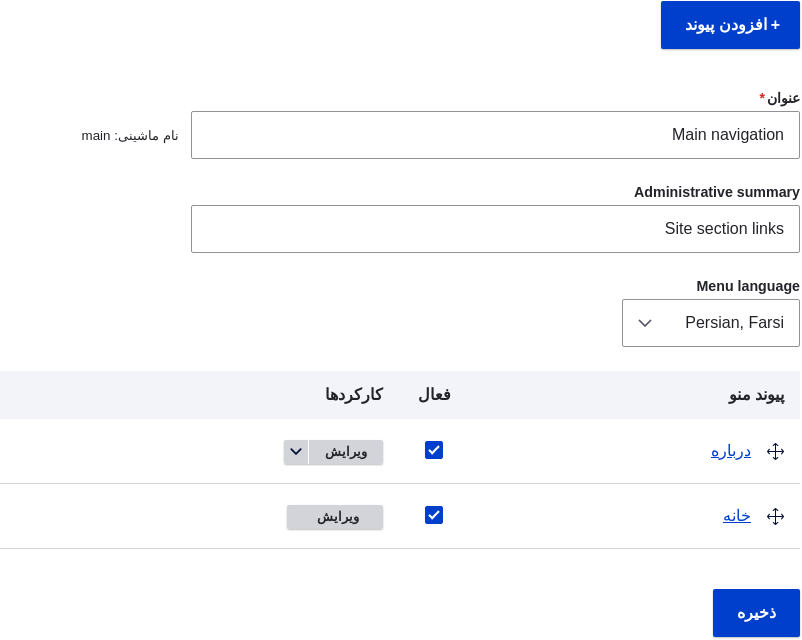 + افزودن پیوند
عنوان *
Main navigation
نام ماشینی: main
Administrative summary
Site section links
Menu language
Persian, Farsi
پیوند منو فعال کارکردها
درباره ویرایش
خانه ویرایش
ذخیره